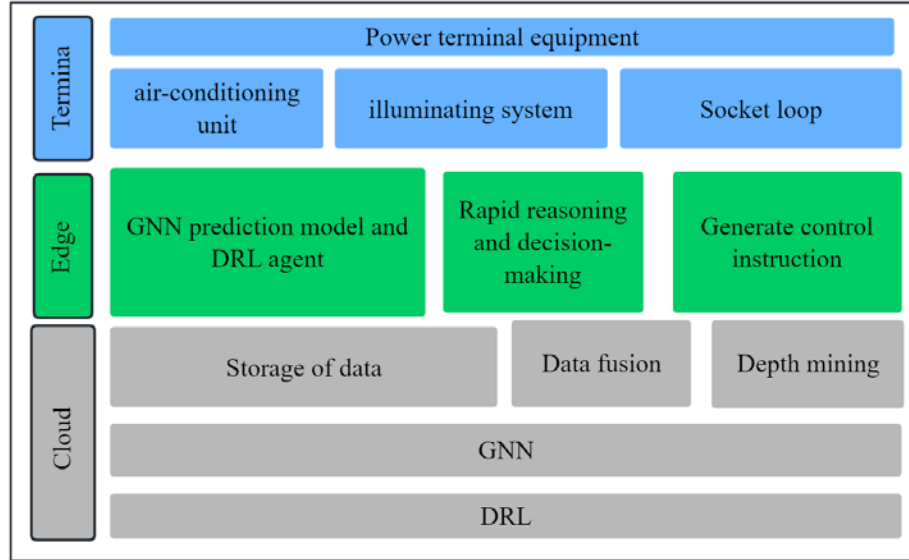 Termina
Power terminal equipment
air-conditioning
unit
illuminating system
Socket loop
Edge
GNN prediction model and
DRL agent
Rapid reasoning
and decision-
making
Generate control
instruction
Cloud
Storage of data
Data fusion
Depth mining
GNN
DRL